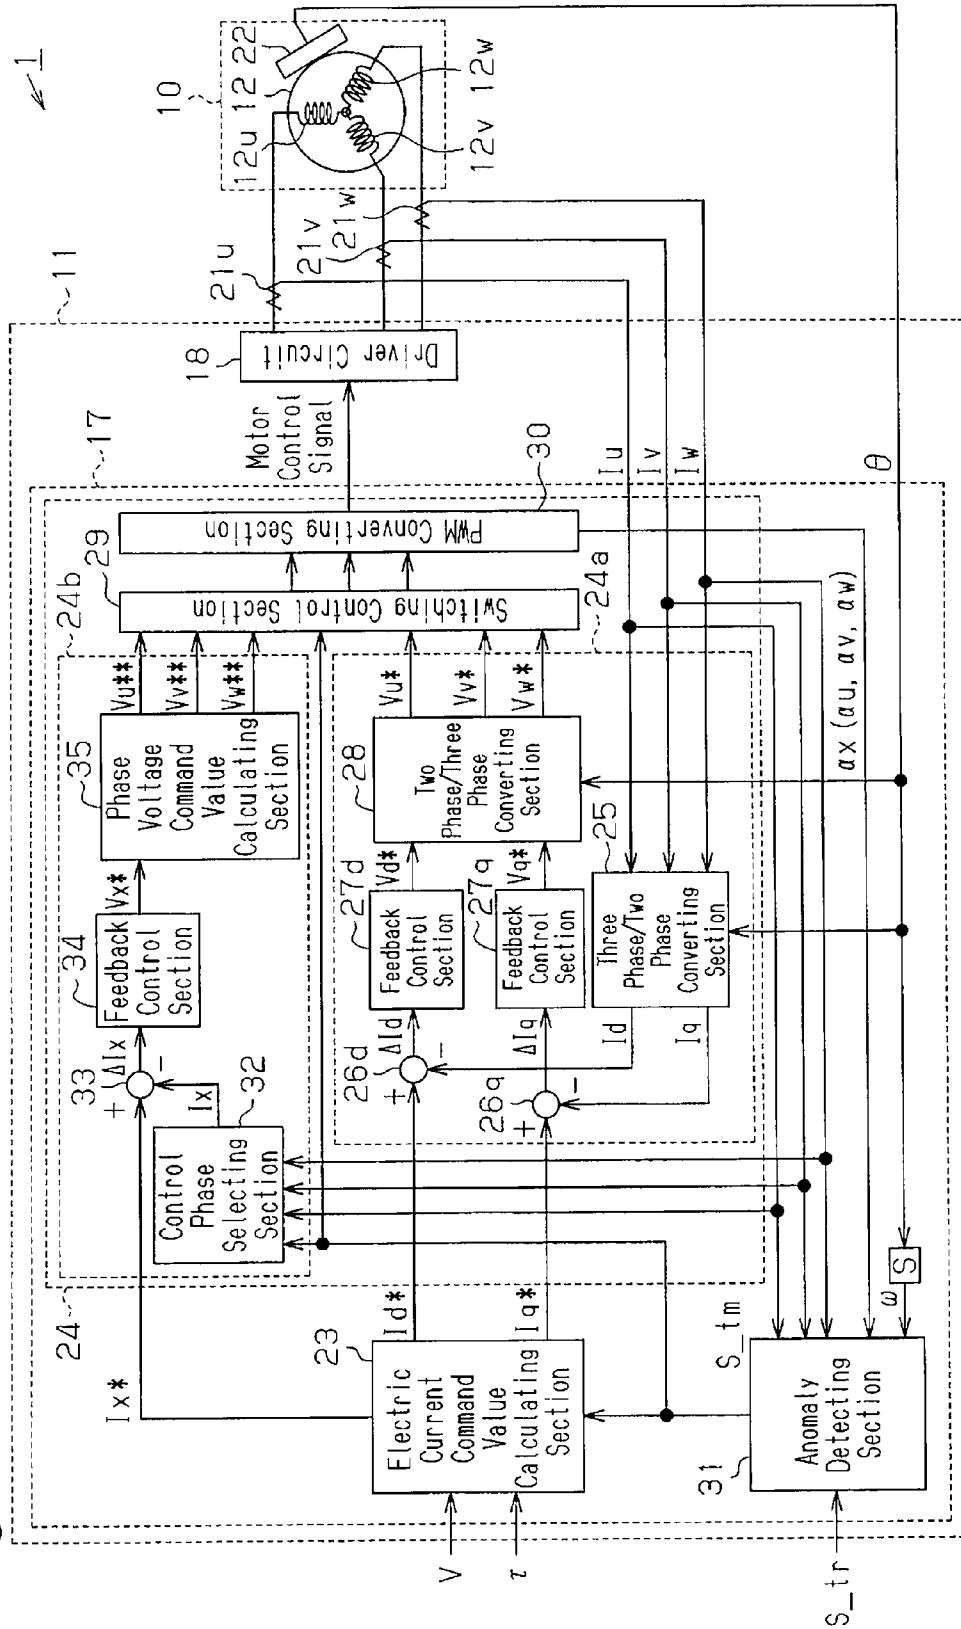 1
11
17
24
24b
24a
10
12
22
12u
12v
12w
21u
21v
21w
18
Driver Circuit
Motor
Control
Signal
30
PWM Converting Section
29
Switching Control Section
Vu**
Vv**
Vw**
35
Phase
Voltage
Command
Value
Calculating
Section
Vx*
34
Feedback
Control
Section
ΔIx
33
+
-
Ix
32
Control
Phase
Selecting
Section
Ix*
Vu*
Vv*
Vw*
28
Two
Phase/Three
Phase
Converting
Section
Vd*
Vq*
27d
Feedback
Control
Section
27q
Feedback
Control
Section
ΔId
ΔIq
26d
+
-
26q
+
-
25
Three
Phase/Two
Phase
Converting
Section
Id
Iq
Iu
Iv
Iw
θ
αx (αu, αv, αw)
Id*
Iq*
23
Electric
Current
Command
Value
Calculating
Section
V
τ
S_tm
31
Anomaly
Detecting
Section
S_tr
ω
S